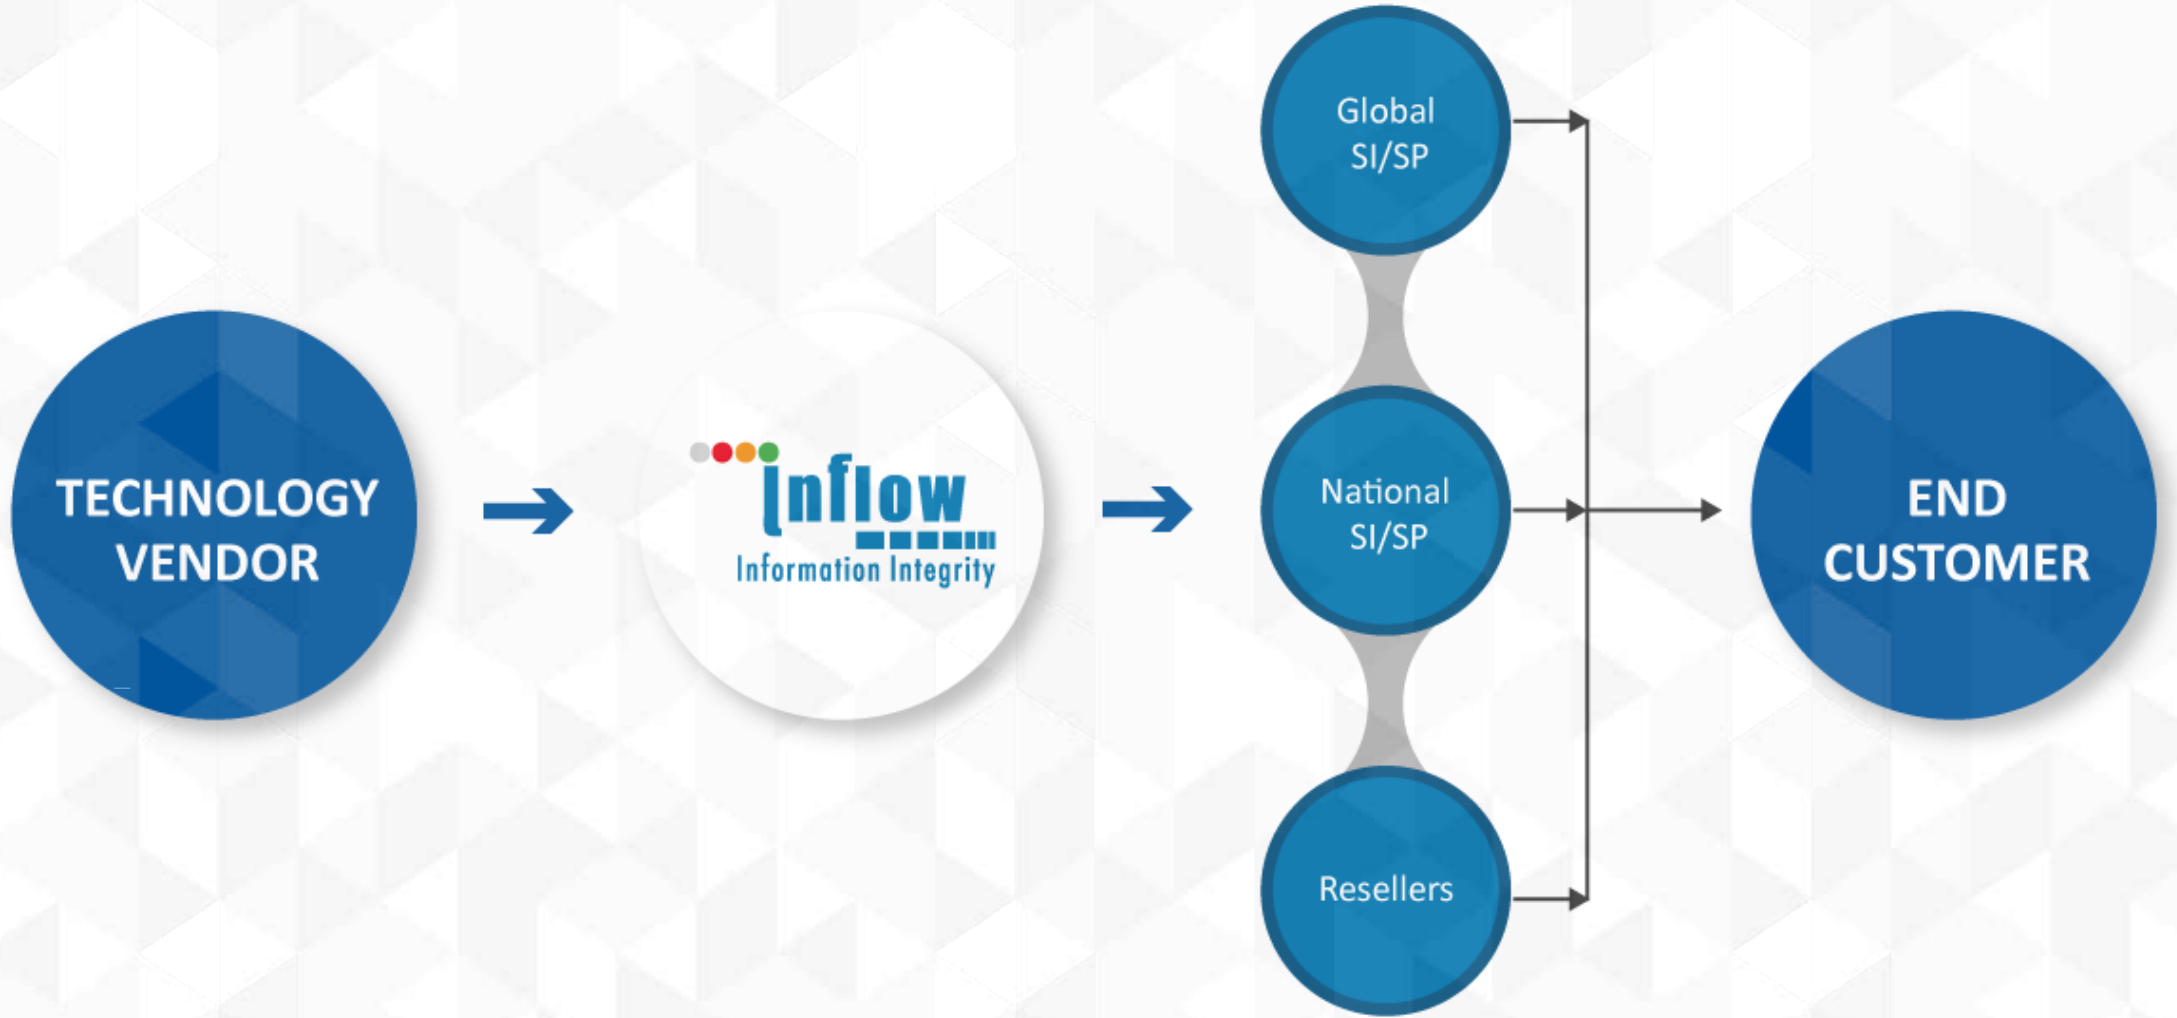 TECHNOLOGY
VENDOR
inflow
Information Integrity
Global
SI/SP
National
SI/SP
Resellers
END
CUSTOMER